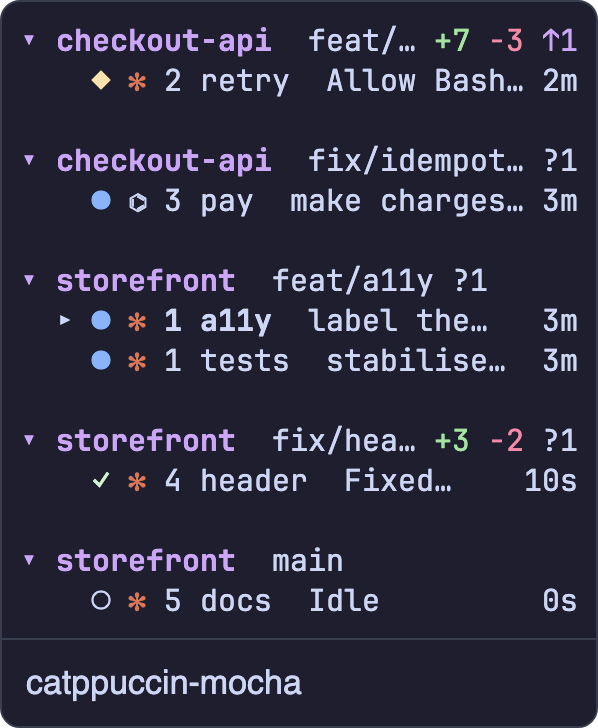 ▾ checkout-api feat/… +7 -3 ↑1
◆ ✻ 2 retry Allow Bash… 2m
▾ checkout-api fix/idempot… ?1
● ⌬ 3 pay make charges… 3m
▾ storefront feat/a11y ?1
▸ ● ✻ 1 a11y label the… 3m
● ✻ 1 tests stabilise… 3m
▾ storefront fix/hea… +3 -2 ?1
✓ ✻ 4 header Fixed… 10s
▾ storefront main
○ ✻ 5 docs Idle 0s
catppuccin-mocha